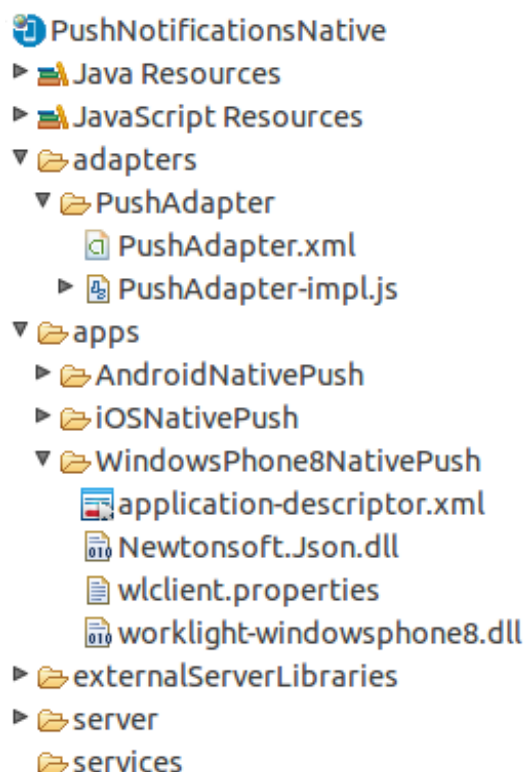 PushNotificationsNative
Java Resources
JavaScript Resources
adapters
PushAdapter
PushAdapter.xml
PushAdapter-impl.js
apps
AndroidNativePush
iOSNativePush
WindowsPhone8NativePush
application-descriptor.xml
Newtonsoft.Json.dll
wlclient.properties
worklight-windowsphone8.dll
externalServerLibraries
server
services